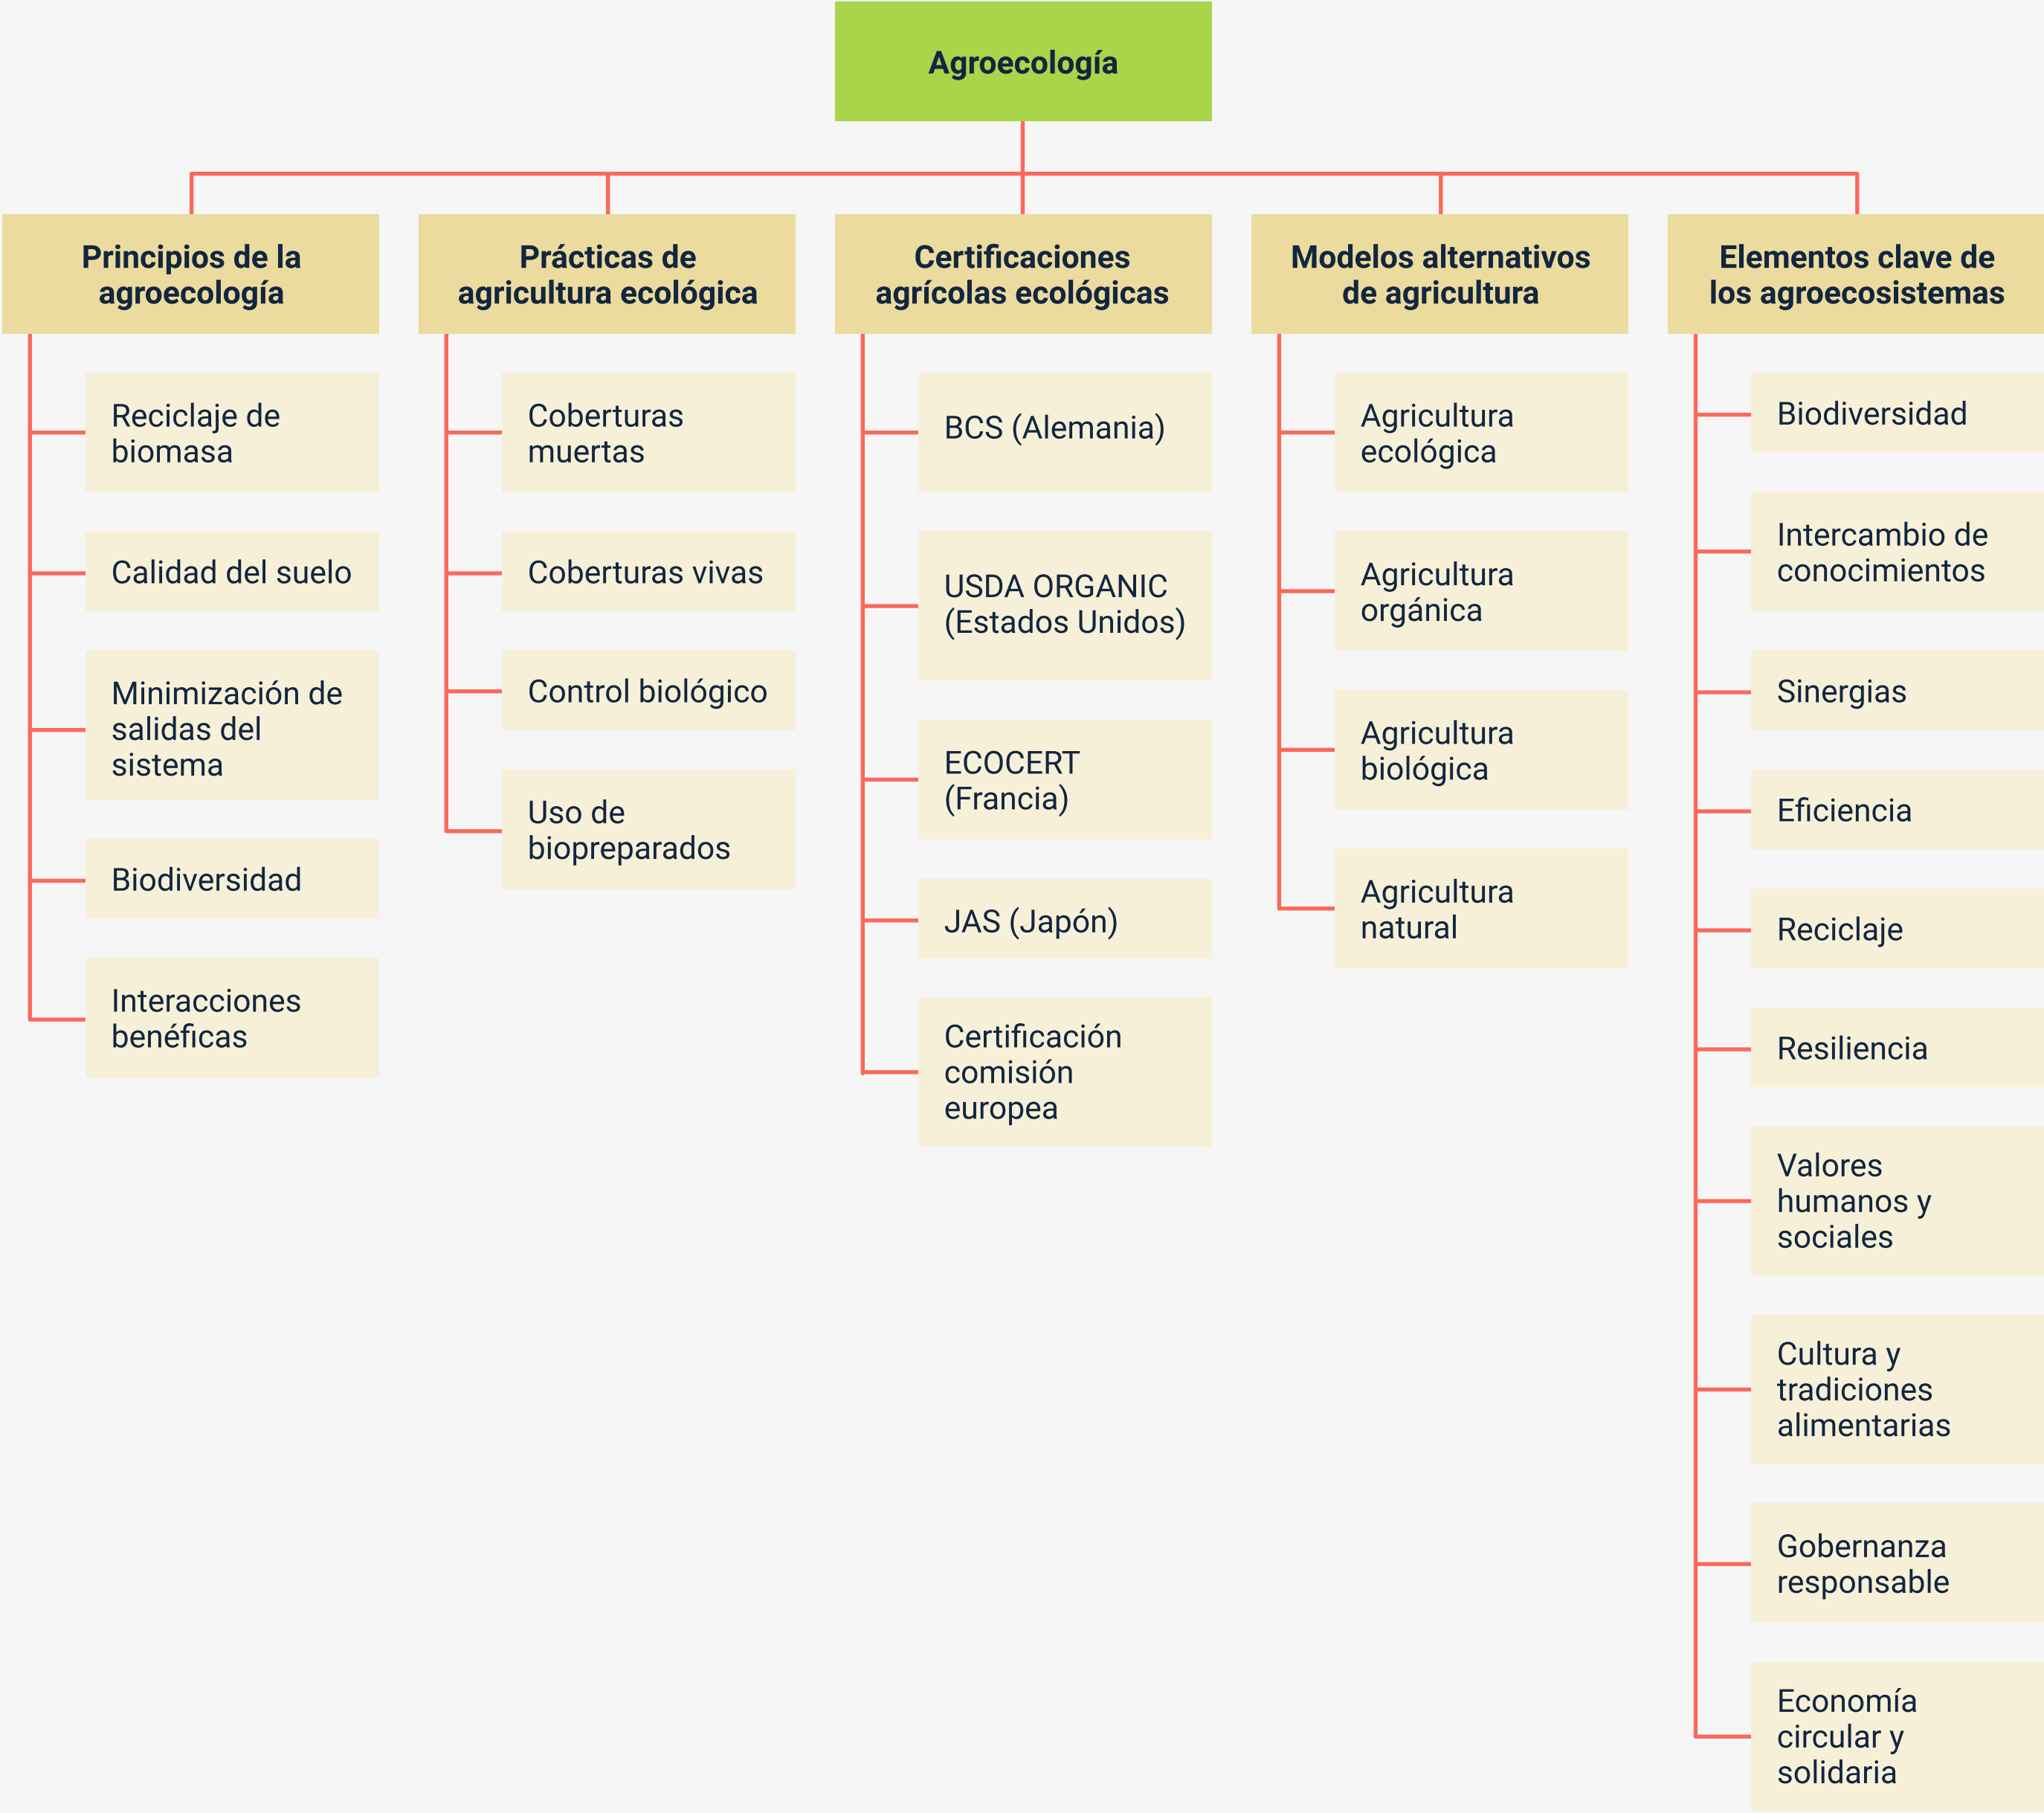 Agroecología
Principios de la
agroecología
Reciclaje de
biomasa
Calidad del suelo
Minimización de
salidas del
sistema
Biodiversidad
Interacciones
benéficas
Prácticas de
agricultura ecológica
Coberturas
muertas
Coberturas vivas
Control biológico
Uso de
biopreparados
Certificaciones
agrícolas ecológicas
BCS (Alemania)
USDA ORGANIC
(Estados Unidos)
ECOCERT
(Francia)
JAS (Japón)
Certificación
comisión
europea
Modelos alternativos
de agricultura
Agricultura
ecológica
Agricultura
orgánica
Agricultura
biológica
Agricultura
natural
Elementos clave de
los agroecosistemas
Biodiversidad
Intercambio de
conocimientos
Sinergias
Eficiencia
Reciclaje
Resiliencia
Valores
humanos y
sociales
Cultura y
tradiciones
alimentarias
Gobernanza
responsable
Economía
circular y
solidaria